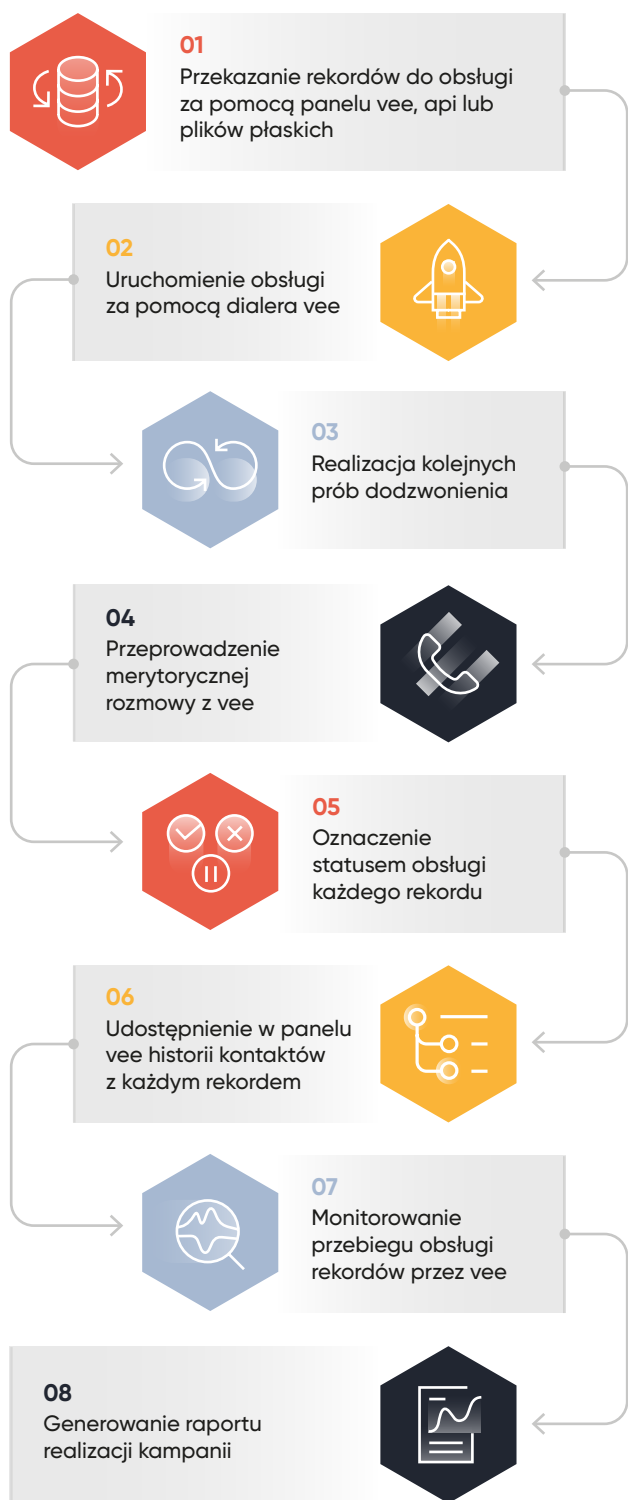 01
Przekazanie rekordów do obsługi
za pomocą panelu vee, api lub
plików płaskich
02
Uruchomienie obsługi
za pomocą dialera vee
03
Realizacja kolejnych
prób dodzwonienia
04
Przeprowadzenie
merytorycznej
rozmowy z vee
05
Oznaczenie
statusem obsługi
każdego rekordu
06
Udostępnienie w panelu
vee historii kontaktów
z każdym rekordem
07
Monitorowanie
przebiegu obsługi
rekordów przez vee
08
Generowanie raportu
realizacji kampanii